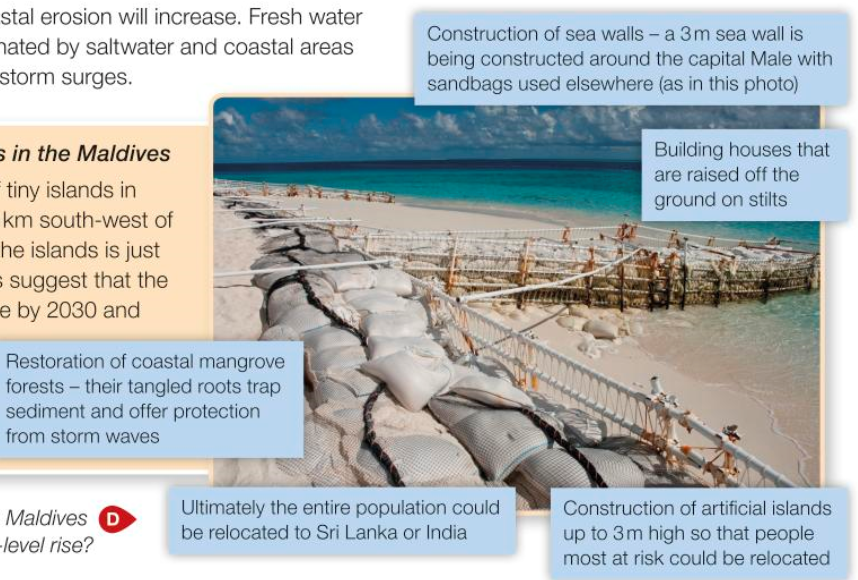 astal erosion will increase. Fresh water
nated by saltwater and coastal areas
storm surges.
Construction of sea walls – a 3 m sea wall is
being constructed around the capital Male with
sandbags used elsewhere (as in this photo)
s in the Maldives
f tiny islands in
km south-west of
he islands is just
s suggest that the
e by 2030 and
Building houses that
are raised off the
ground on stilts
Restoration of coastal mangrove
forests – their tangled roots trap
sediment and offer protection
from storm waves
Maldives D
-level rise?
Ultimately the entire population could
be relocated to Sri Lanka or India
Construction of artificial islands
up to 3 m high so that people
most at risk could be relocated